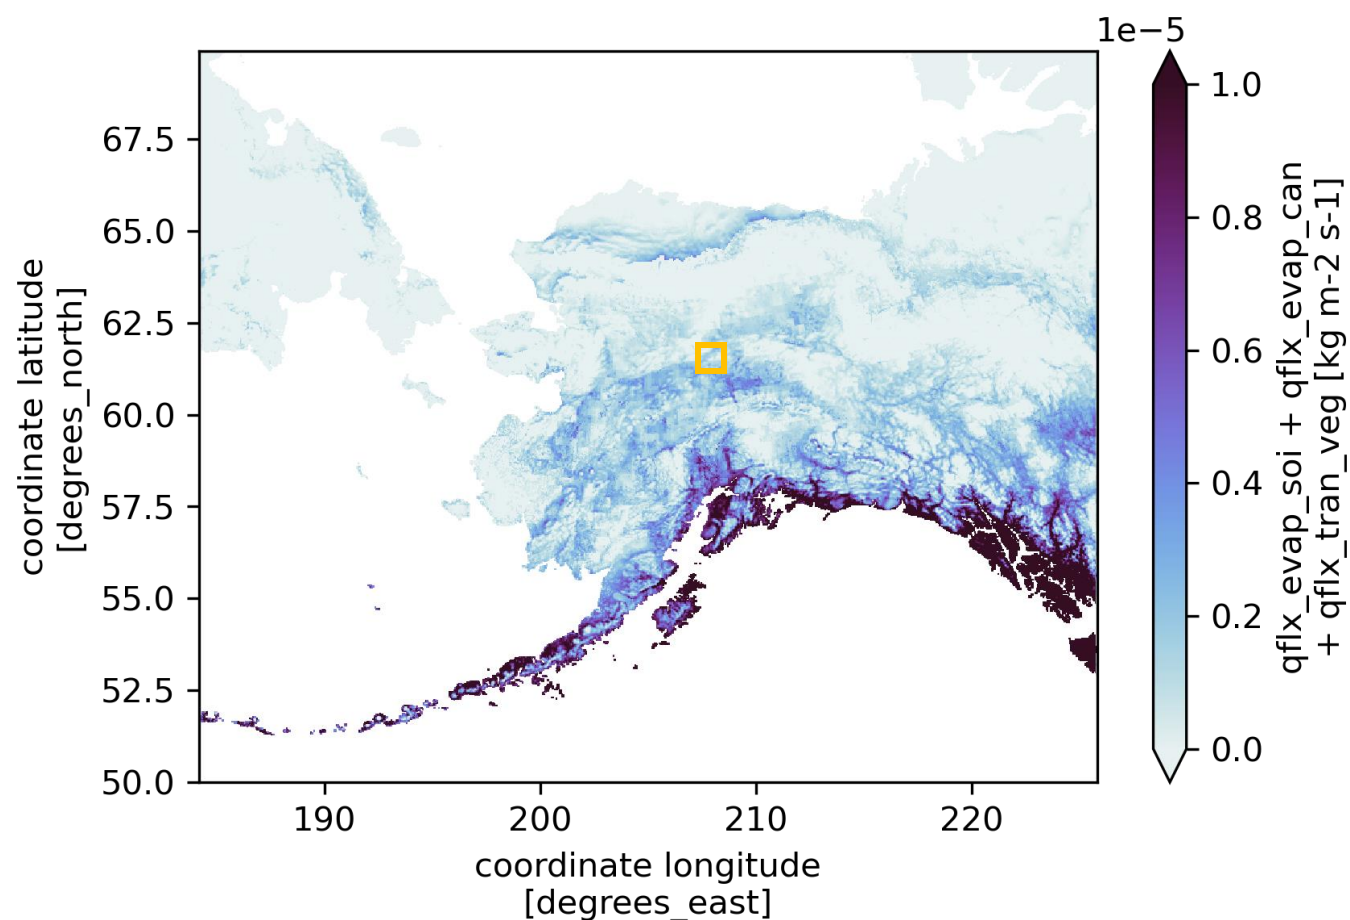 1e−5
67.5
65.0
62.5
60.0
57.5
55.0
52.5
50.0
coordinate latitude
[degrees_north]
190
200
210
220
coordinate longitude
[degrees_east]
1.0
0.8
0.6
0.4
0.2
0.0
qflx_evap_soi + qflx_evap_can
+ qflx_tran_veg [kg m-2 s-1]